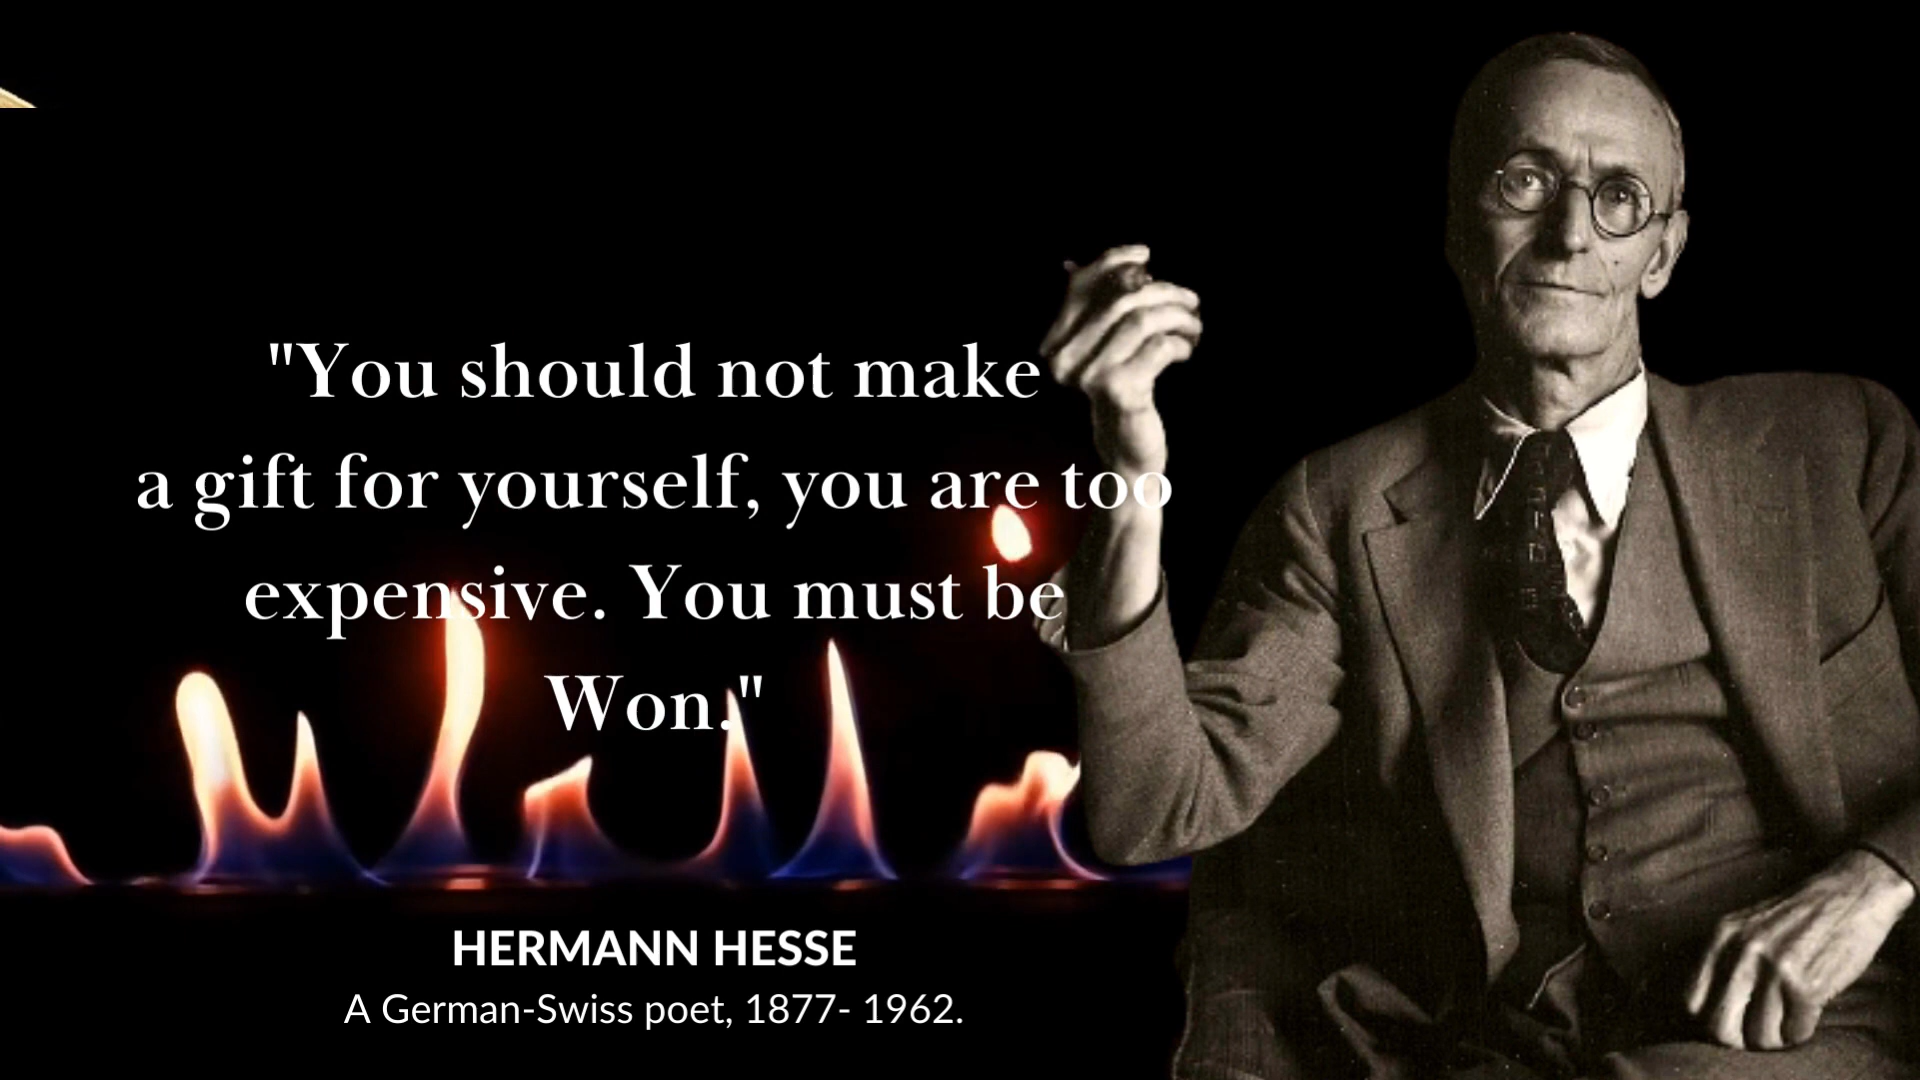 "You should not make
a gift for yourself, you are too
expensive. You must be
Won."
HERMANN HESSE
A German-Swiss poet, 1877- 1962.